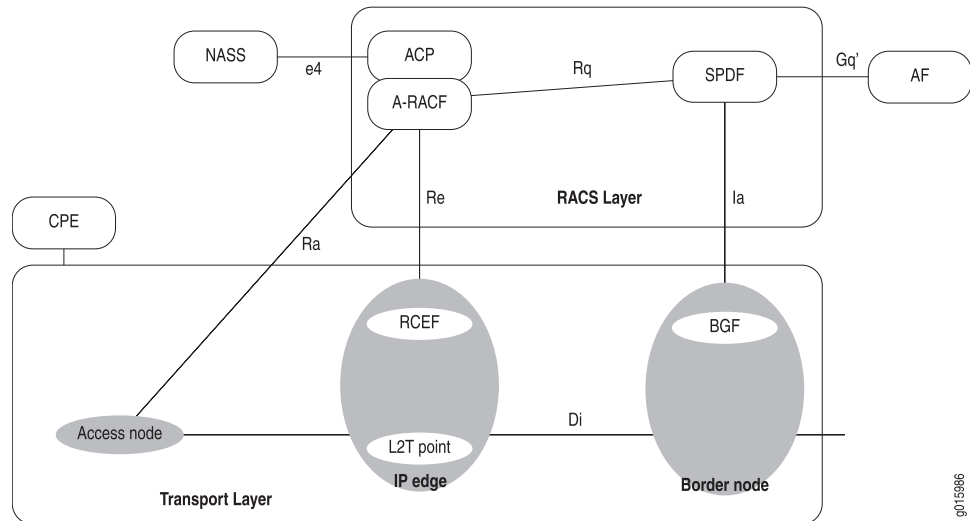 NASS
e4
ACP
A-RACF
Rq
SPDF
Gq'
AF
RACS Layer
Re
Ia
CPE
Ra
RCEF
BGF
Access node
L2T point
Di
IP edge
Border node
Transport Layer
g015986